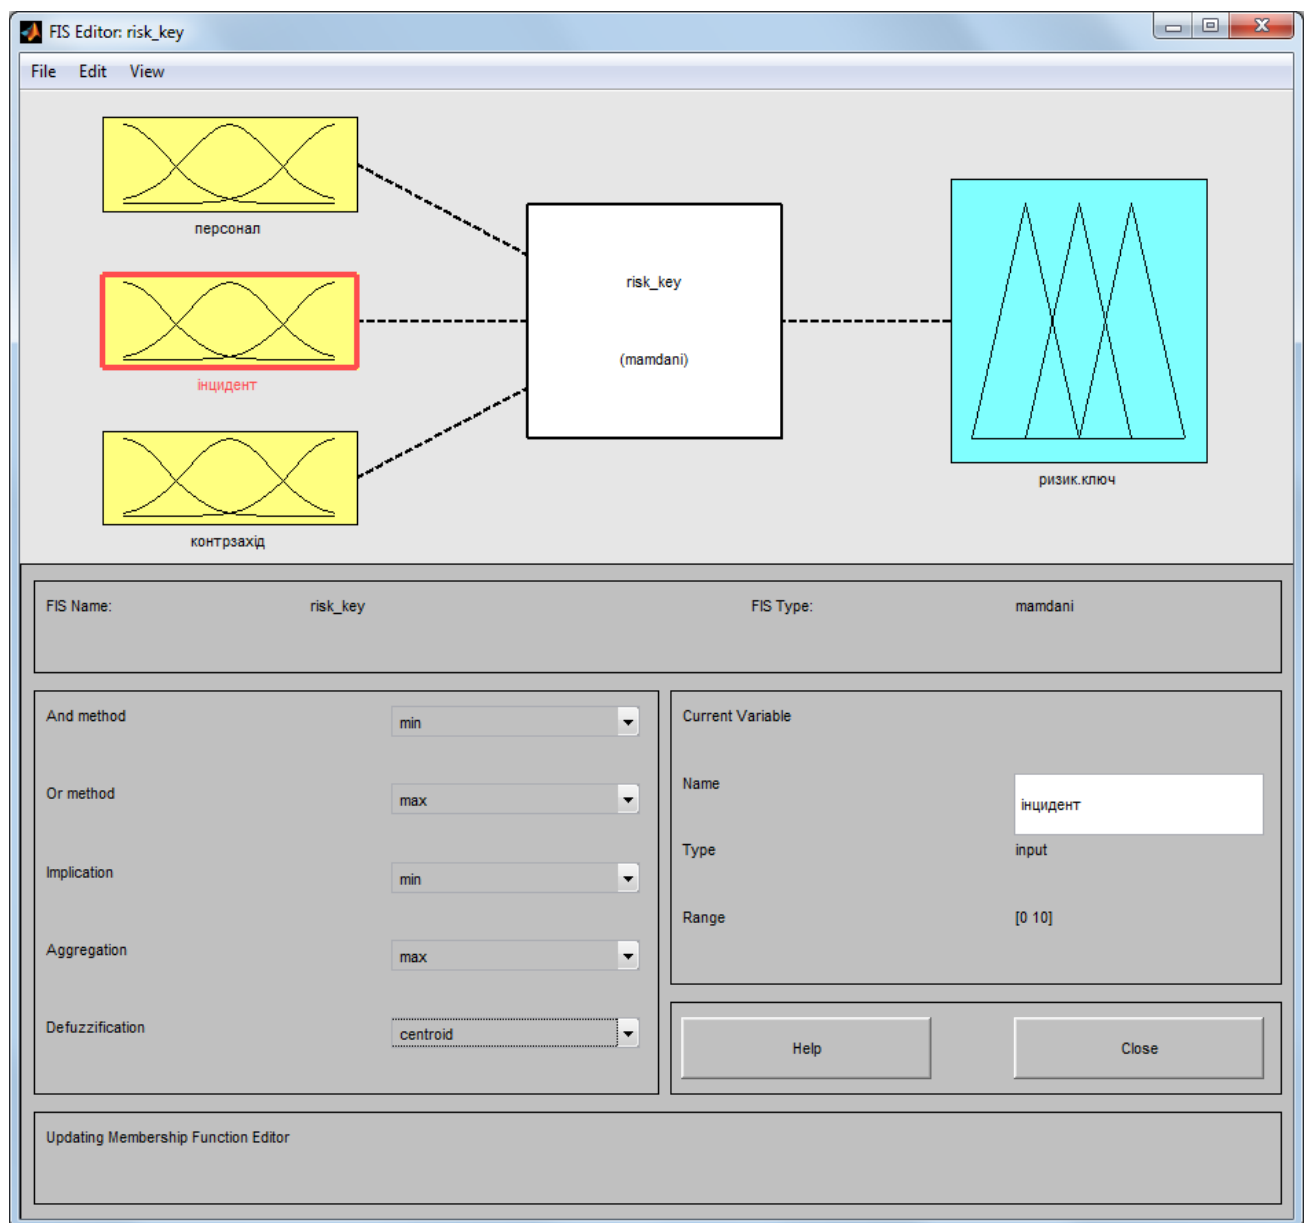 FIS Editor: risk_key
File Edit View
персонал
інцидент
контрзахід
risk_key
(mamdani)
ризик.ключ
FIS Name: risk_key FIS Type: mamdani
And method min
Or method max
Implication min
Aggregation max
Defuzzification centroid
Current Variable
Name інцидент
Type input
Range [0 10]
Help Close
Updating Membership Function Editor